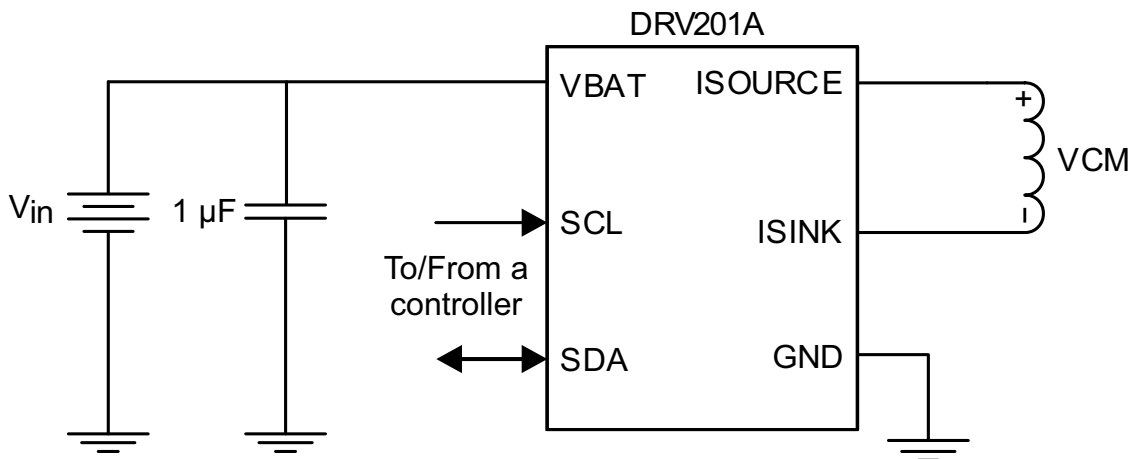 DRV201A
VBAT
ISOURCE
+
VCM
Vin
1 µF
SCL
-
ISINK
To/From a
controller
SDA
GND